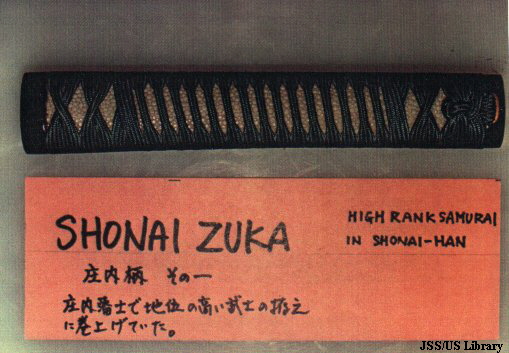 SHONAI ZUKA
HIGH RANK SAMURAI
IN SHONAI-HAN
庄内柄 その一
庄内藩士で地位の高い武士の拵え
に巻上げていた。
JSS/US Library